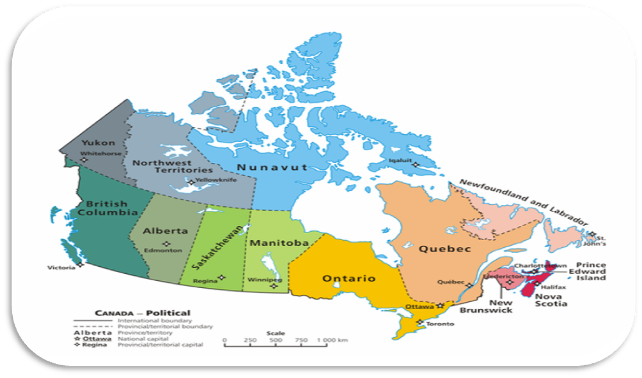 Yukon
Whitehorse
Northwest
Territories
Yellowknife
Nunavut
Iqaluit
British
Columbia
Victoria
Alberta
Edmonton
Saskatchewan
Regina
Manitoba
Winnipeg
Ontario
Ottawa
Toronto
Quebec
Québec
Newfoundland and Labrador
St.
John's
Charlottetown
Prince
Edward
Island
Fredericton
Halifax
New
Brunswick
Nova
Scotia
CANADA – Political
International boundary
Provincial/territorial boundary
Alberta Province/territory
Ottawa National capital
Regina Provincial/territorial capital
Scale
0 250 500 750 1 000 km